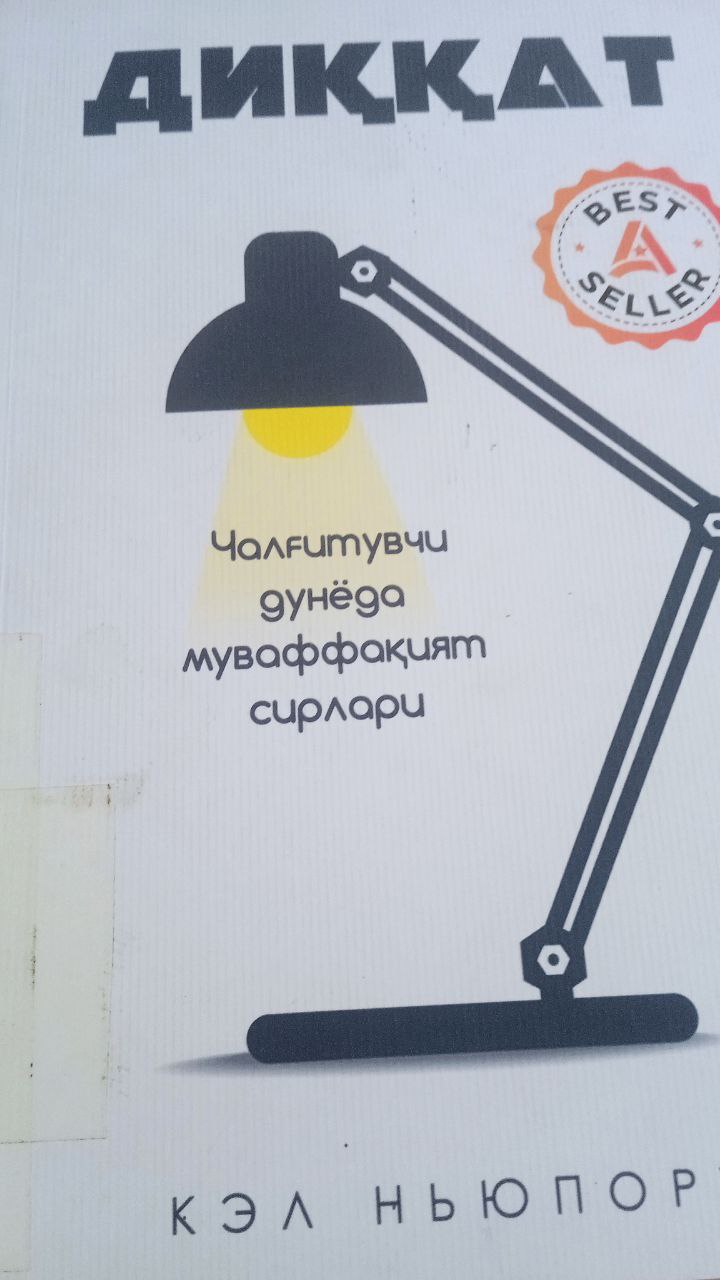 ДИҚҚАТ
BEST
SELLER
Чалғитувчи
дунёда
муваффақият
сирлари
КЭЛ НЬЮПОР